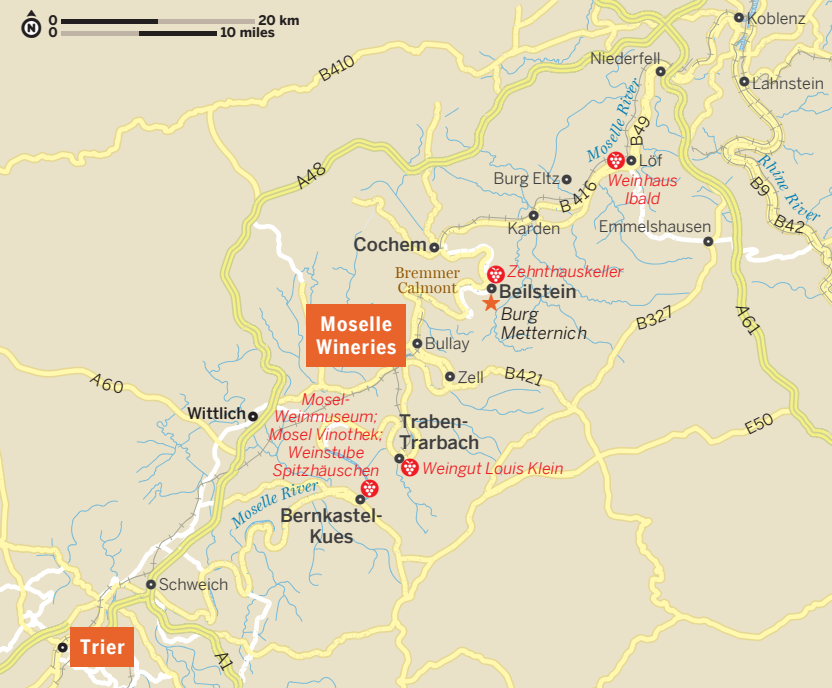 N
0
20 km
0
10 miles
Koblenz
Niederfell
B410
Lahnstein
Moselle River
B49
Löf
Rhine River
A48
Burg Eltz
Weinhaus
Ibald
B9
B416
B42
Karden
Emmelshausen
Cochem
Bremmer
Calmont
Zehnthauskeller
Beilstein
Burg
Metternich
Moselle
Wineries
B327
A61
Bullay
A60
Zell
B421
Wittlich
Mosel-
Weinmuseum;
Mosel Vinothek;
Weinstube
Spitzhäuschen
Traben-
Trarbach
E50
Weingut Louis Klein
Moselle River
Bernkastel-
Kues
Schweich
Trier
A1